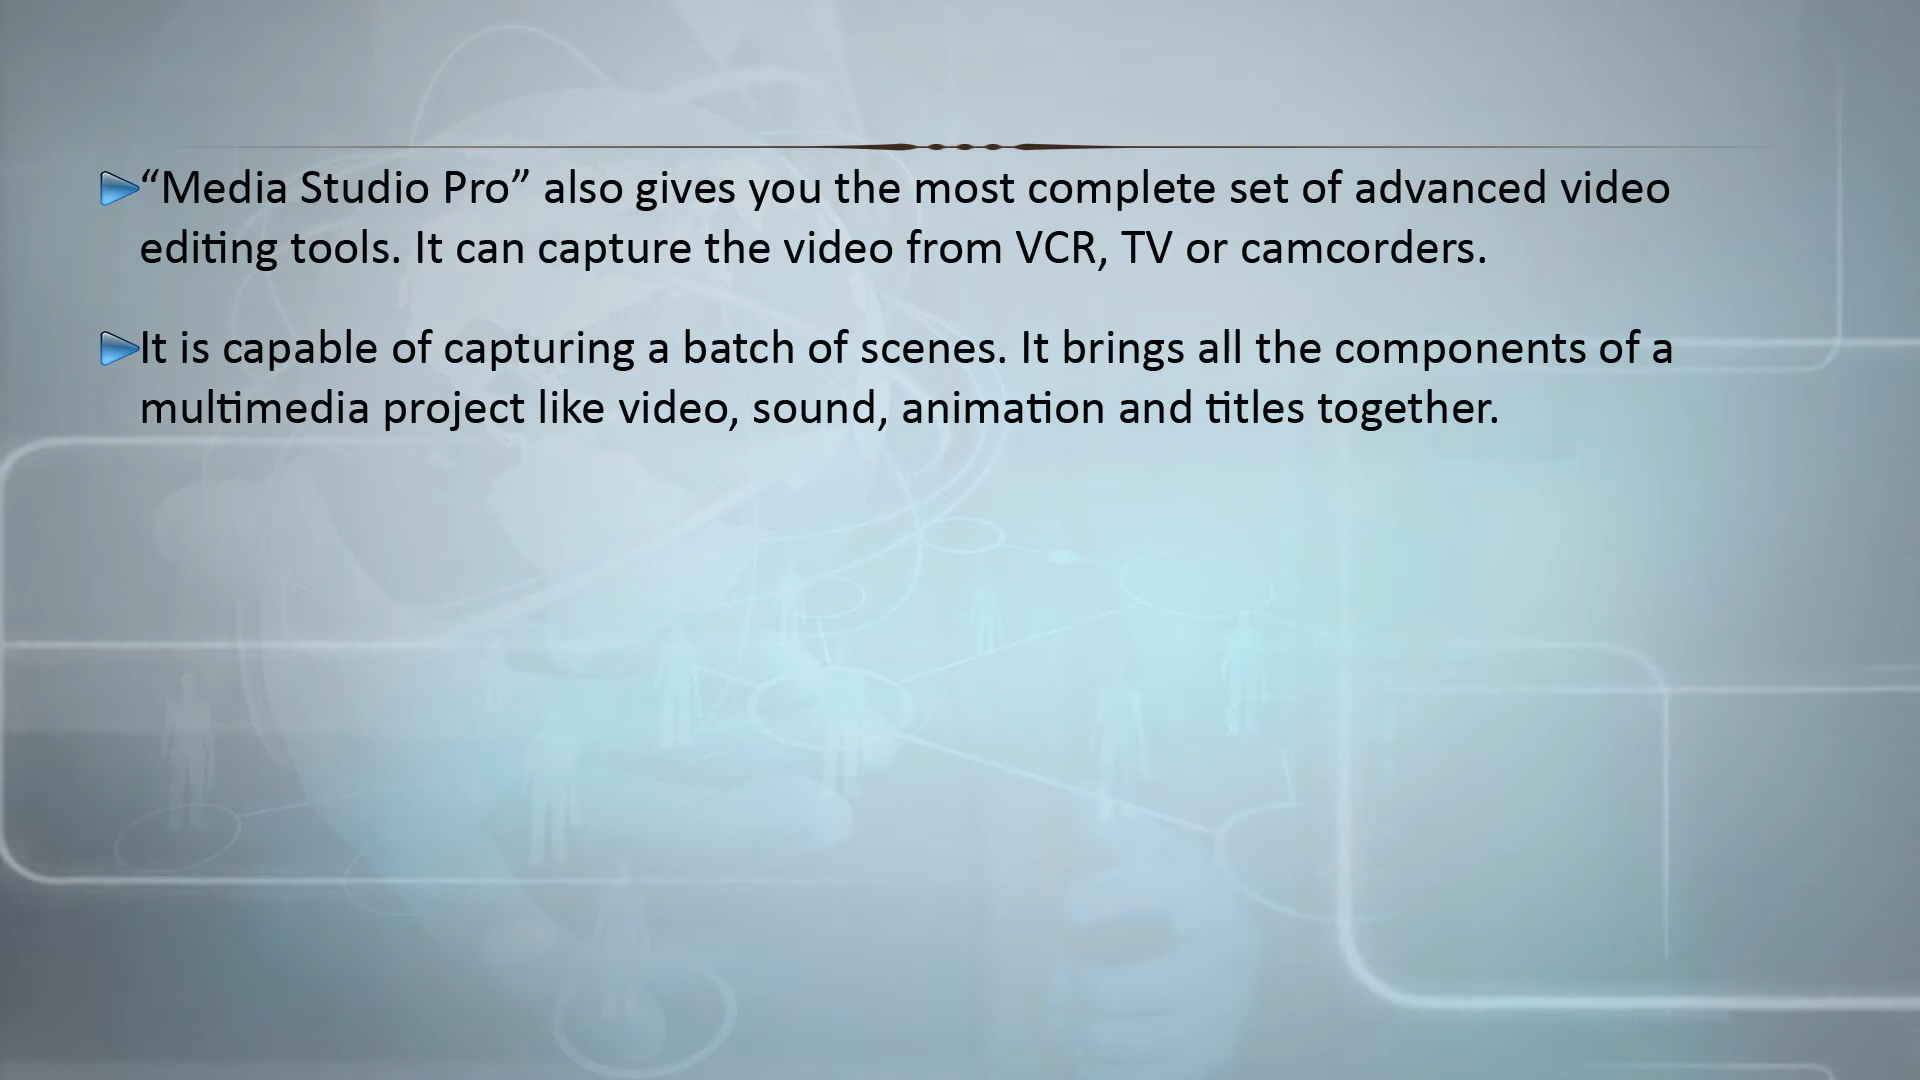 “Media Studio Pro” also gives you the most complete set of advanced video
editing tools. It can capture the video from VCR, TV or camcorders.
It is capable of capturing a batch of scenes. It brings all the components of a
multimedia project like video, sound, animation and titles together.